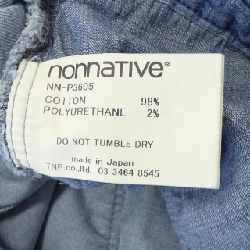 nonnative®
NN-P3605
COTTON 98%
POLYURETHANE 2%
DO NOT TUMBLE DRY
made in Japan
TNP.co.,ltd 03 3464 8545